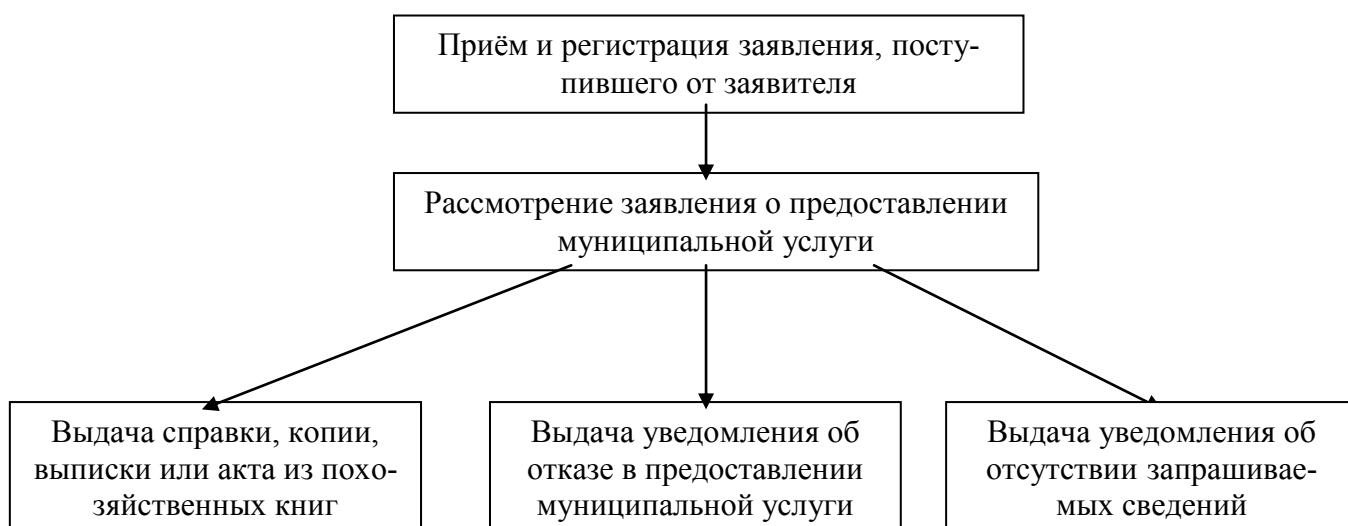 Приём и регистрация заявления, посту-
пившего от заявителя
Рассмотрение заявления о предоставлении
муниципальной услуги
Выдача справки, копии,
выписки или акта из похо-
зяйственных книг
Выдача уведомления об
отказе в предоставлении
муниципальной услуги
Выдача уведомления об
отсутствии запрашивае-
мых сведений